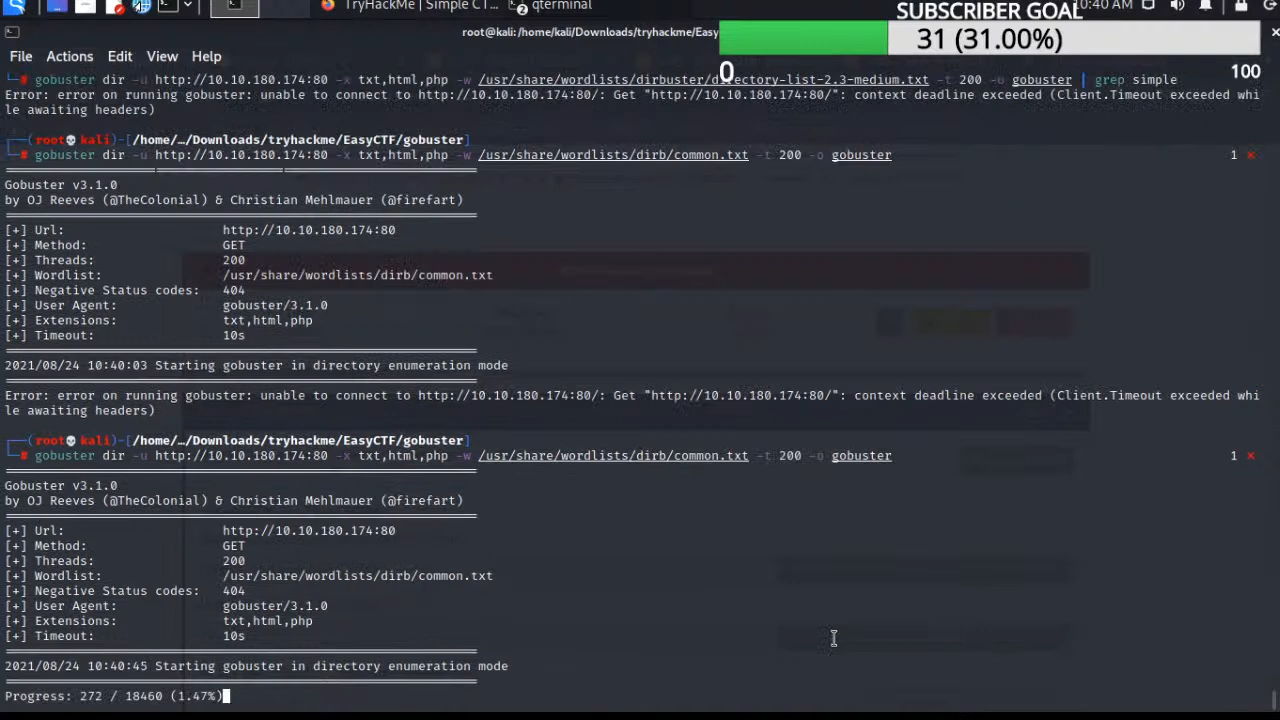 TryHackMe | Simple CT…
qterminal
10:40 AM
SUBSCRIBER GOAL
31 (31.00%)
0
100
root@kali: /home/kali/Downloads/tryhackme/Easy
File Actions Edit View Help
gobuster dir -u http://10.10.180.174:80 -x txt,html,php -w /usr/share/wordlists/dirbuster/directory-list-2.3-medium.txt -t 200 -o gobuster | grep simple
Error: error on running gobuster: unable to connect to http://10.10.180.174:80/: Get "http://10.10.180.174:80/": context deadline exceeded (Client.Timeout exceeded whi
le awaiting headers)
(root💀kali)-[/home/…/Downloads/tryhackme/EasyCTF/gobuster]
# gobuster dir -u http://10.10.180.174:80 -x txt,html,php -w /usr/share/wordlists/dirb/common.txt -t 200 -o gobuster 1 ⨯
Gobuster v3.1.0
by OJ Reeves (@TheColonial) & Christian Mehlmauer (@firefart)
[+] Url: http://10.10.180.174:80
[+] Method: GET
[+] Threads: 200
[+] Wordlist: /usr/share/wordlists/dirb/common.txt
[+] Negative Status codes: 404
[+] User Agent: gobuster/3.1.0
[+] Extensions: txt,html,php
[+] Timeout: 10s
2021/08/24 10:40:03 Starting gobuster in directory enumeration mode
Error: error on running gobuster: unable to connect to http://10.10.180.174:80/: Get "http://10.10.180.174:80/": context deadline exceeded (Client.Timeout exceeded whi
le awaiting headers)
(root💀kali)-[/home/…/Downloads/tryhackme/EasyCTF/gobuster]
# gobuster dir -u http://10.10.180.174:80 -x txt,html,php -w /usr/share/wordlists/dirb/common.txt -t 200 -o gobuster 1 ⨯
Gobuster v3.1.0
by OJ Reeves (@TheColonial) & Christian Mehlmauer (@firefart)
[+] Url: http://10.10.180.174:80
[+] Method: GET
[+] Threads: 200
[+] Wordlist: /usr/share/wordlists/dirb/common.txt
[+] Negative Status codes: 404
[+] User Agent: gobuster/3.1.0
[+] Extensions: txt,html,php
[+] Timeout: 10s
2021/08/24 10:40:45 Starting gobuster in directory enumeration mode
Progress: 272 / 18460 (1.47%)